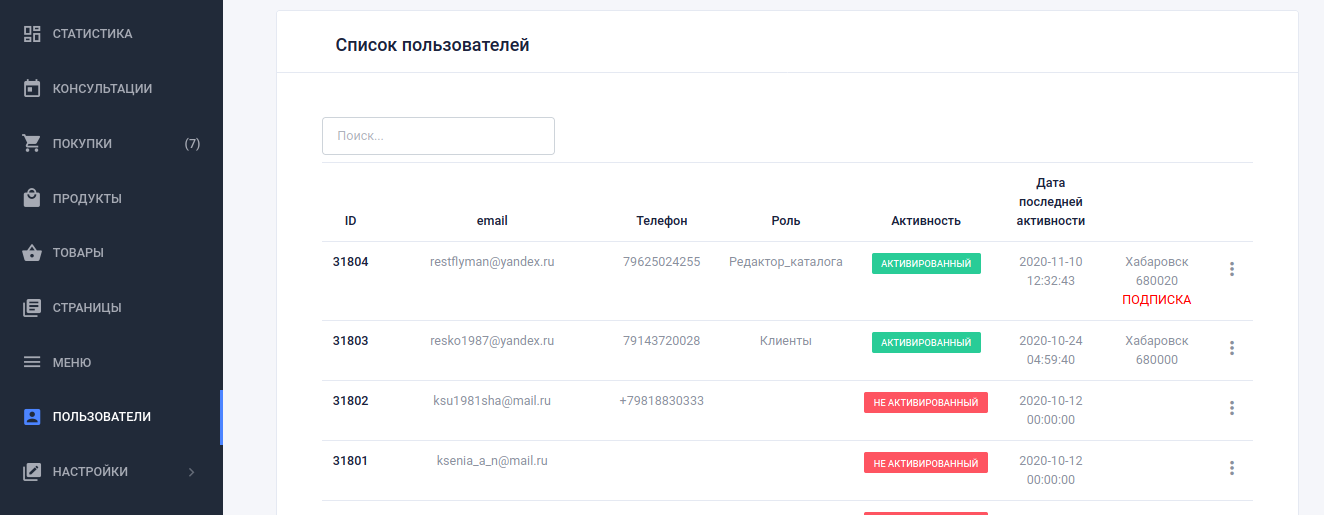 СТАТИСТИКА
КОНСУЛЬТАЦИИ
ПОКУПКИ (7)
ПРОДУКТЫ
ТОВАРЫ
СТРАНИЦЫ
МЕНЮ
ПОЛЬЗОВАТЕЛИ
НАСТРОЙКИ
Список пользователей
Поиск...
ID email Телефон Роль Активность Дата
последней
активности
31804 restflyman@yandex.ru 79625024255 Редактор_каталога АКТИВИРОВАННЫЙ 2020-11-10 Хабаровск
12:32:43 680020
ПОДПИСКА
31803 resko1987@yandex.ru 79143720028 Клиенты АКТИВИРОВАННЫЙ 2020-10-24 Хабаровск
04:59:40 680000
31802 ksu1981sha@mail.ru +79818830333 НЕ АКТИВИРОВАННЫЙ 2020-10-12
00:00:00
31801 ksenia_a_n@mail.ru НЕ АКТИВИРОВАННЫЙ 2020-10-12
00:00:00